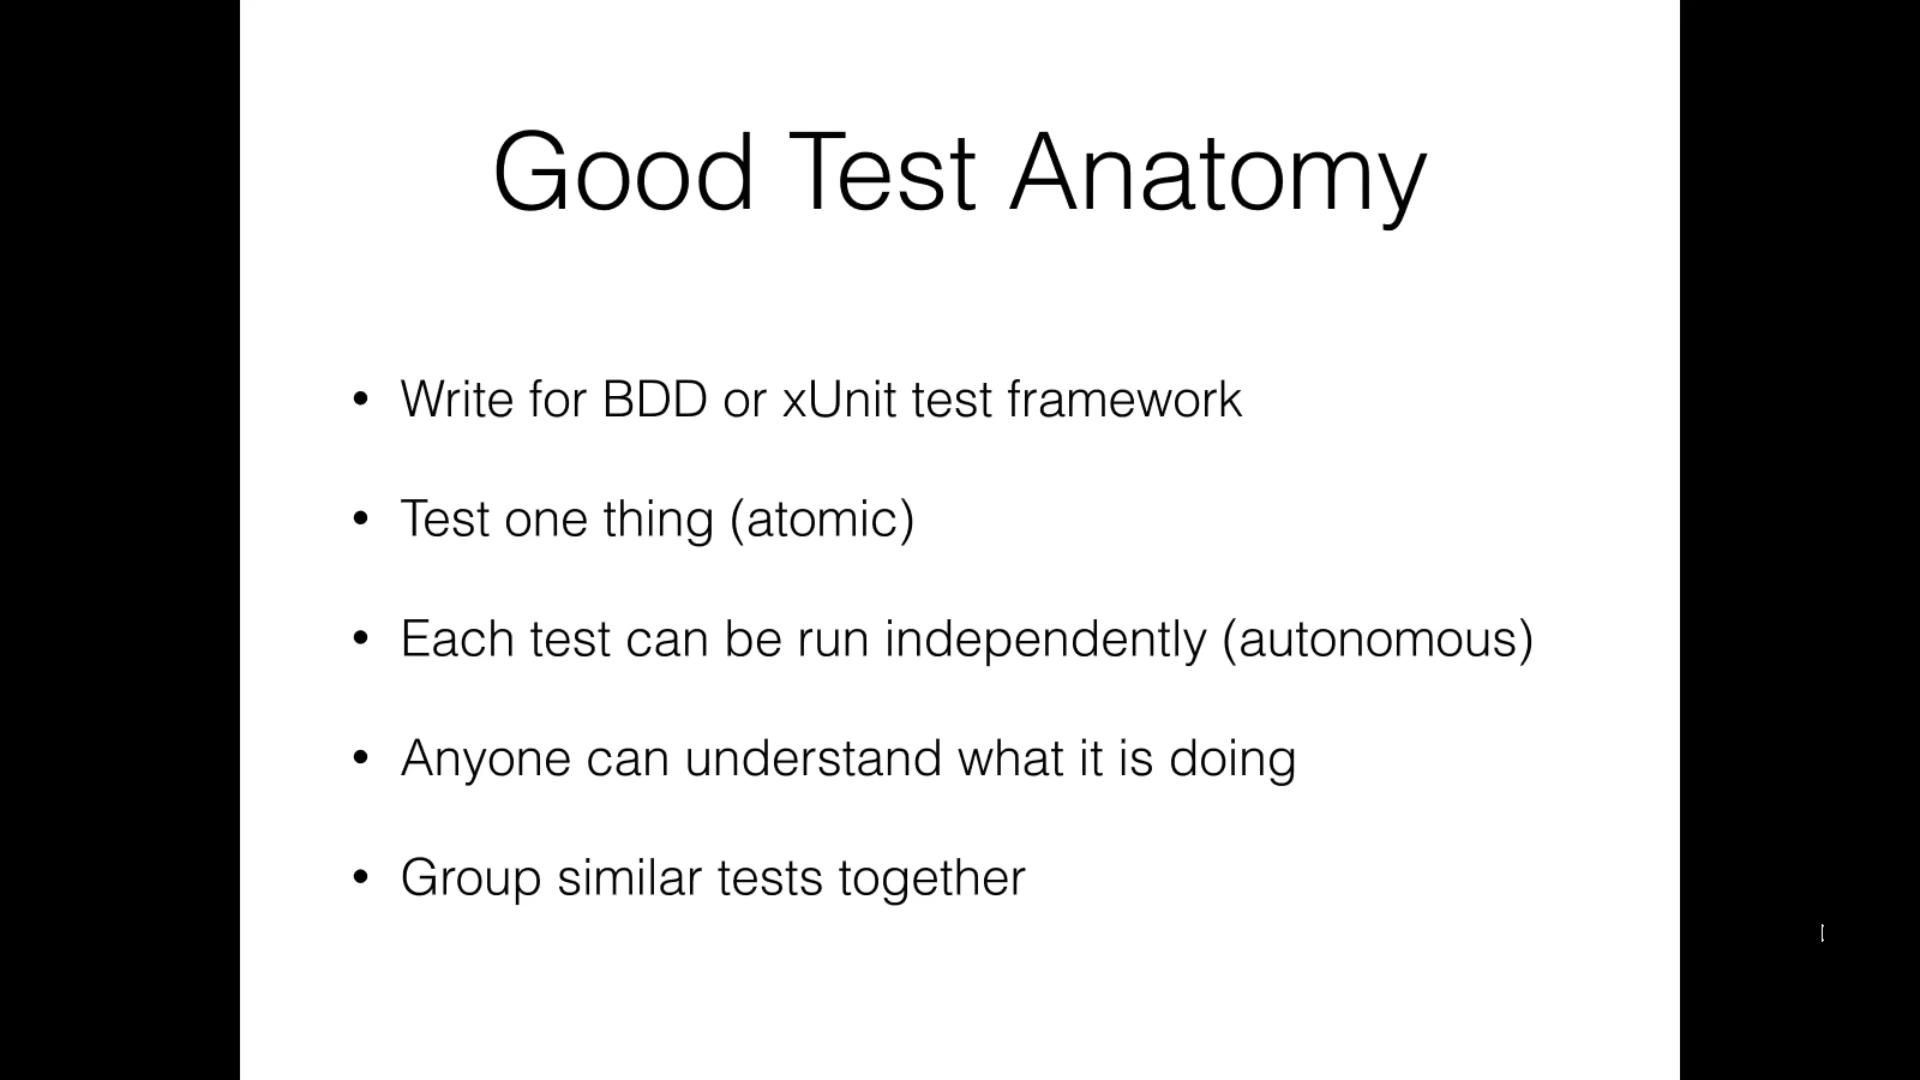 Good Test Anatomy
• Write for BDD or xUnit test framework
• Test one thing (atomic)
• Each test can be run independently (autonomous)
• Anyone can understand what it is doing
• Group similar tests together